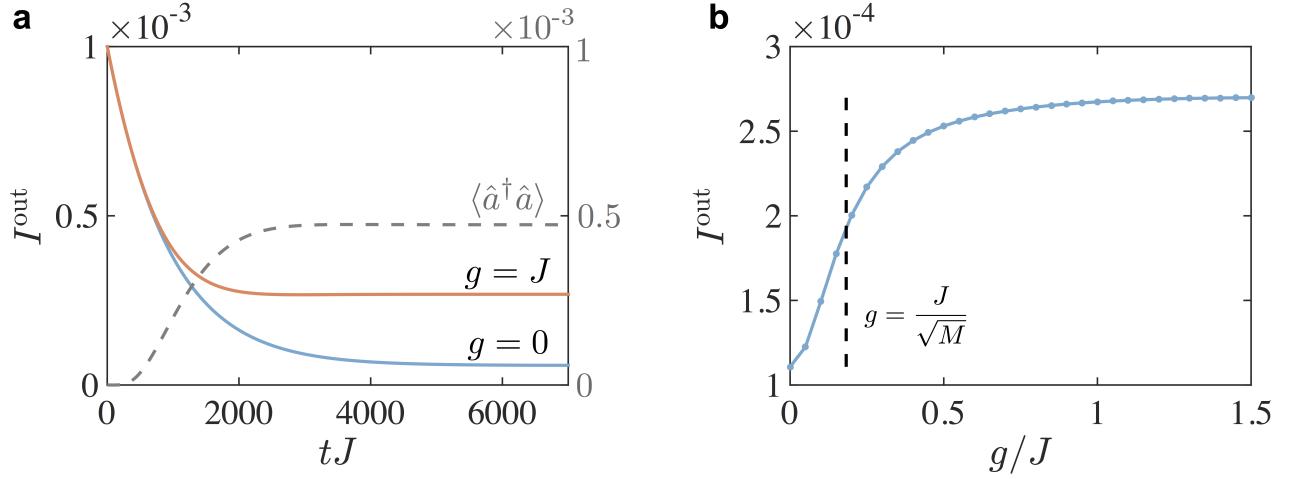 a
×10⁻³
×10⁻³
1
1
0.5
0.5
0
0
I^out
⟨â†â⟩
g = J
g = 0
0
2000
4000
6000
tJ
b
×10⁻⁴
3
2.5
2
1.5
1
I^out
g = J/√M
0
0.5
1
1.5
g/J